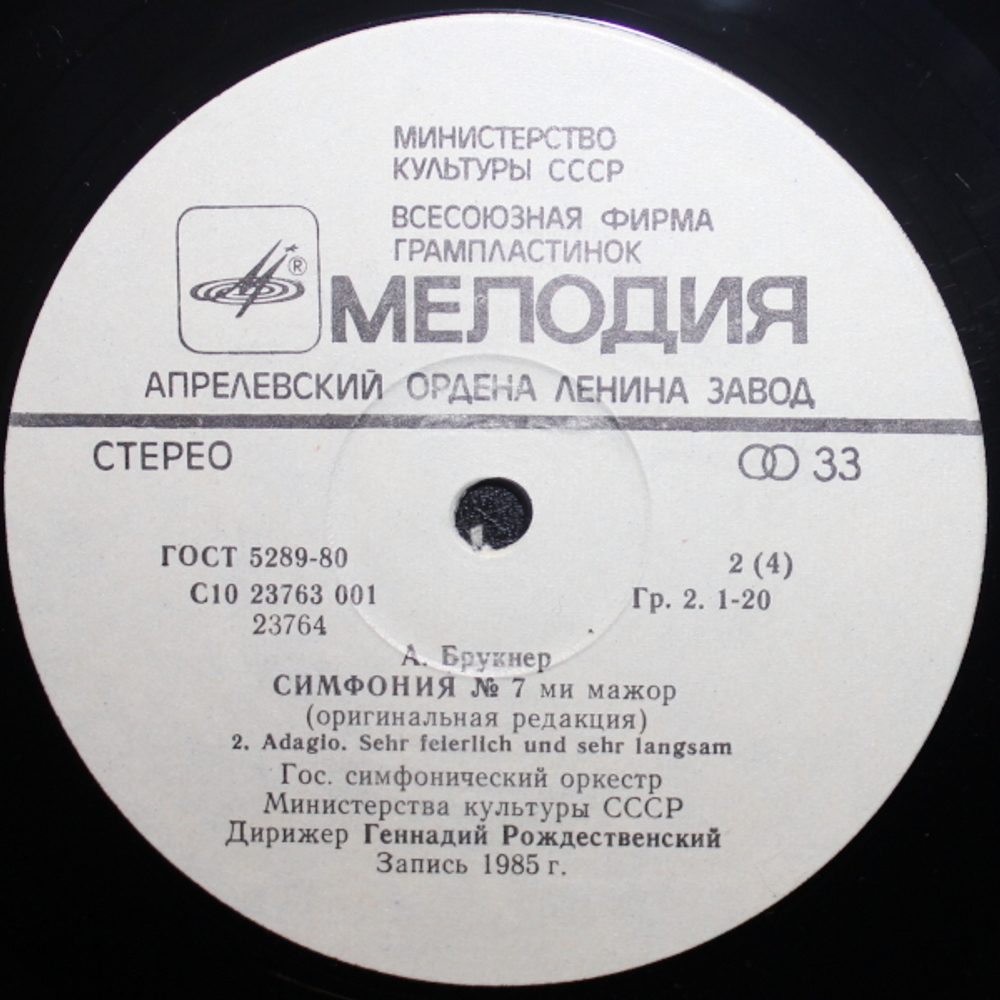 МИНИСТЕРСТВО
КУЛЬТУРЫ СССР
ВСЕСОЮЗНАЯ ФИРМА
ГРАМПЛАСТИНОК
®
МЕЛОДИЯ
АПРЕЛЕВСКИЙ ОРДЕНА ЛЕНИНА ЗАВОД
СТЕРЕО 33
ГОСТ 5289-80 2 (4)
С10 23763 001 Гр. 2. 1-20
23764
А. Брукнер
СИМФОНИЯ № 7 ми мажор
(оригинальная редакция)
2. Adagio. Sehr feierlich und sehr langsam
Гос. симфонический оркестр
Министерства культуры СССР
Дирижер Геннадий Рождественский
Запись 1985 г.